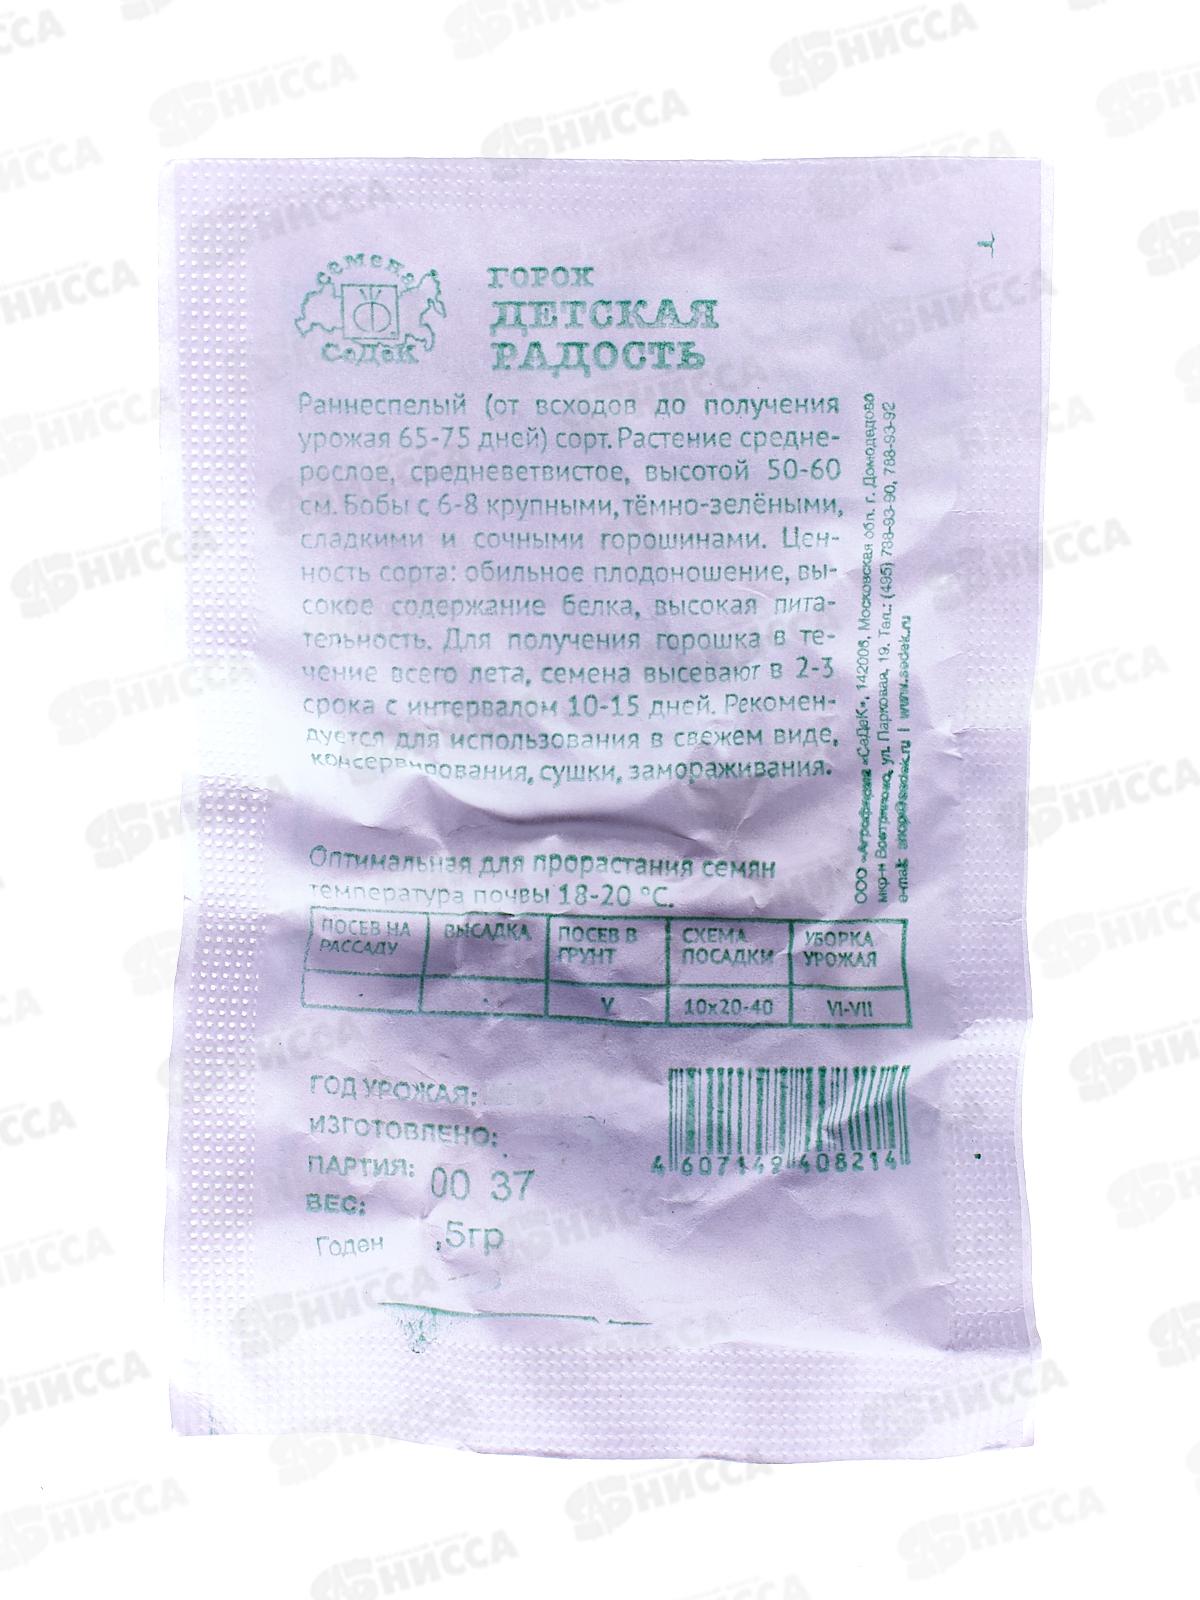 семена
СеДеК
ГОРОХ
ДЕТСКАЯ
РАДОСТЬ
Раннеспелый (от всходов до получения
урожая 65-75 дней) сорт. Растение средне-
рослое, средневетвистое, высотой 50-60
см. Бобы с 6-8 крупными, тёмно-зелёными,
сладкими и сочными горошинами. Цен-
ность сорта: обильное плодоношение, вы-
сокое содержание белка, высокая пита-
тельность. Для получения горошка в те-
чение всего лета, семена высевают в 2-3
срока с интервалом 10-15 дней. Рекомен-
дуется для использования в свежем виде,
консервирования, сушки, замораживания.
ООО «Агрофирма «СеДеК», 142006, Московская обл. г. Домодедово
мкр-н Востряково, ул. Парковая, 19. Тел.: (495) 788-93-90, 788-93-92
e-mail: shop@sedek.ru | www.sedek.ru
Оптимальная для прорастания семян
температура почвы 18-20 °С.
ПОСЕВ НА РАССАДУ ВЫСАДКА ПОСЕВ В ГРУНТ СХЕМА ПОСАДКИ УБОРКА УРОЖАЯ
V 10х20-40 VI-VII
ГОД УРОЖАЯ:
ИЗГОТОВЛЕНО:
ПАРТИЯ: 00 37
ВЕС: ,5гр
Годен
4 607149 408214
НИССА